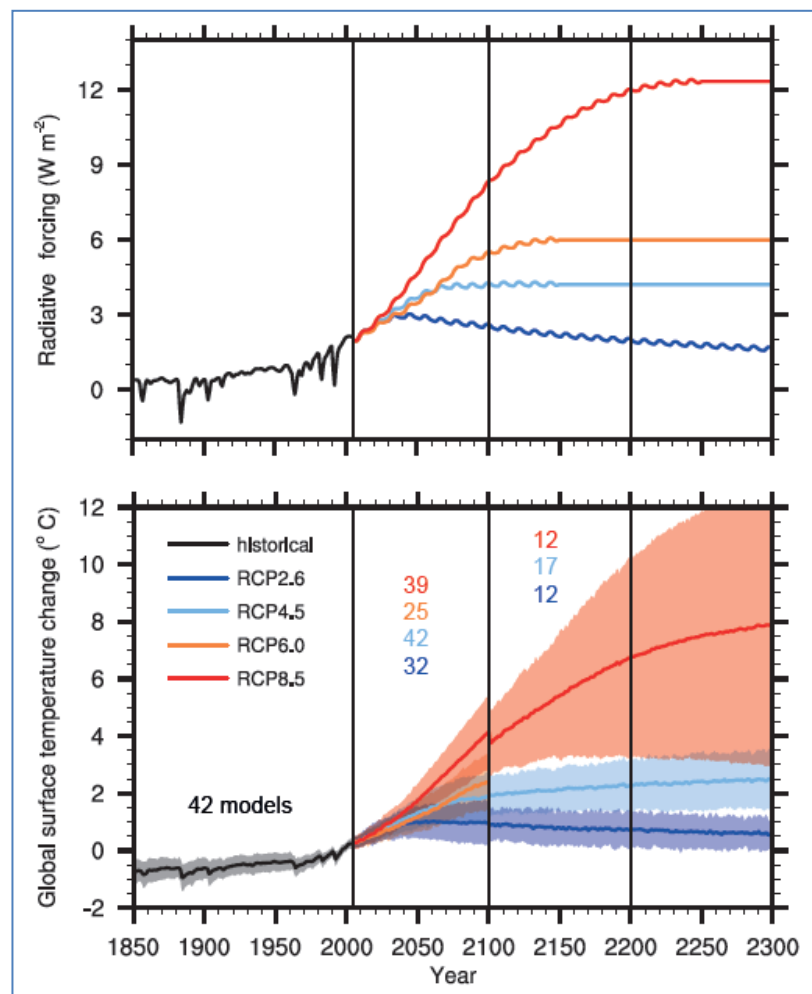 12
9
6
3
0
Radiative forcing (W m-2)
12
10
8
6
4
2
0
-2
Global surface temperature change (° C)
historical
RCP2.6
RCP4.5
RCP6.0
RCP8.5
39
25
42
32
12
17
12
42 models
1850 1900 1950 2000 2050 2100 2150 2200 2250 2300
Year